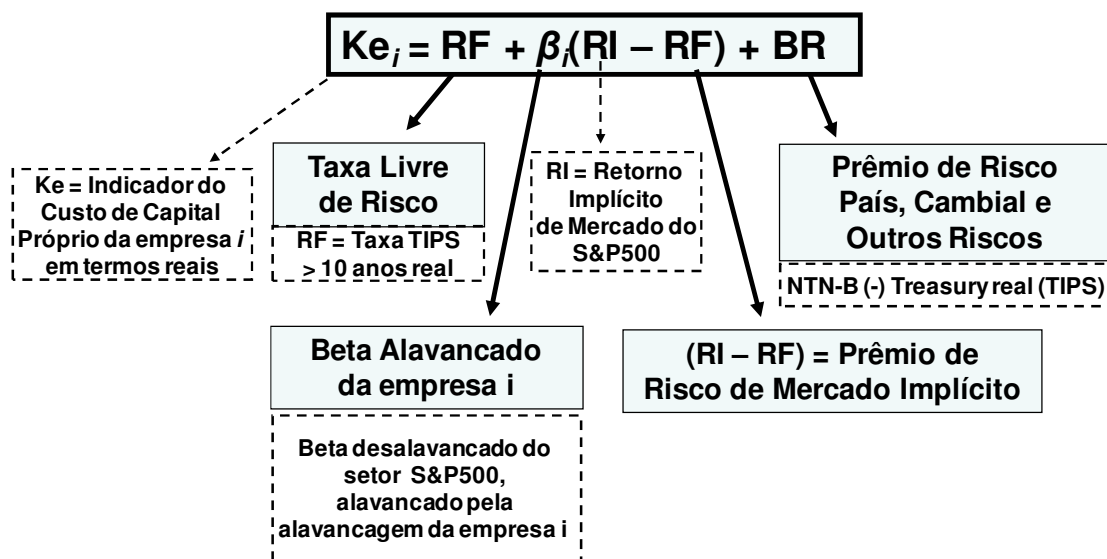 Ke_i = RF + β_i(RI – RF) + BR
Ke = Indicador do
Custo de Capital
Próprio da empresa i
em termos reais
Taxa Livre
de Risco
RF = Taxa TIPS
> 10 anos real
RI = Retorno
Implícito
de Mercado do
S&P500
Prêmio de Risco
País, Cambial e
Outros Riscos
NTN-B (-) Treasury real (TIPS)
Beta Alavancado
da empresa i
Beta desalavancado do
setor S&P500,
alavancado pela
alavancagem da empresa i
(RI – RF) = Prêmio de
Risco de Mercado Implícito